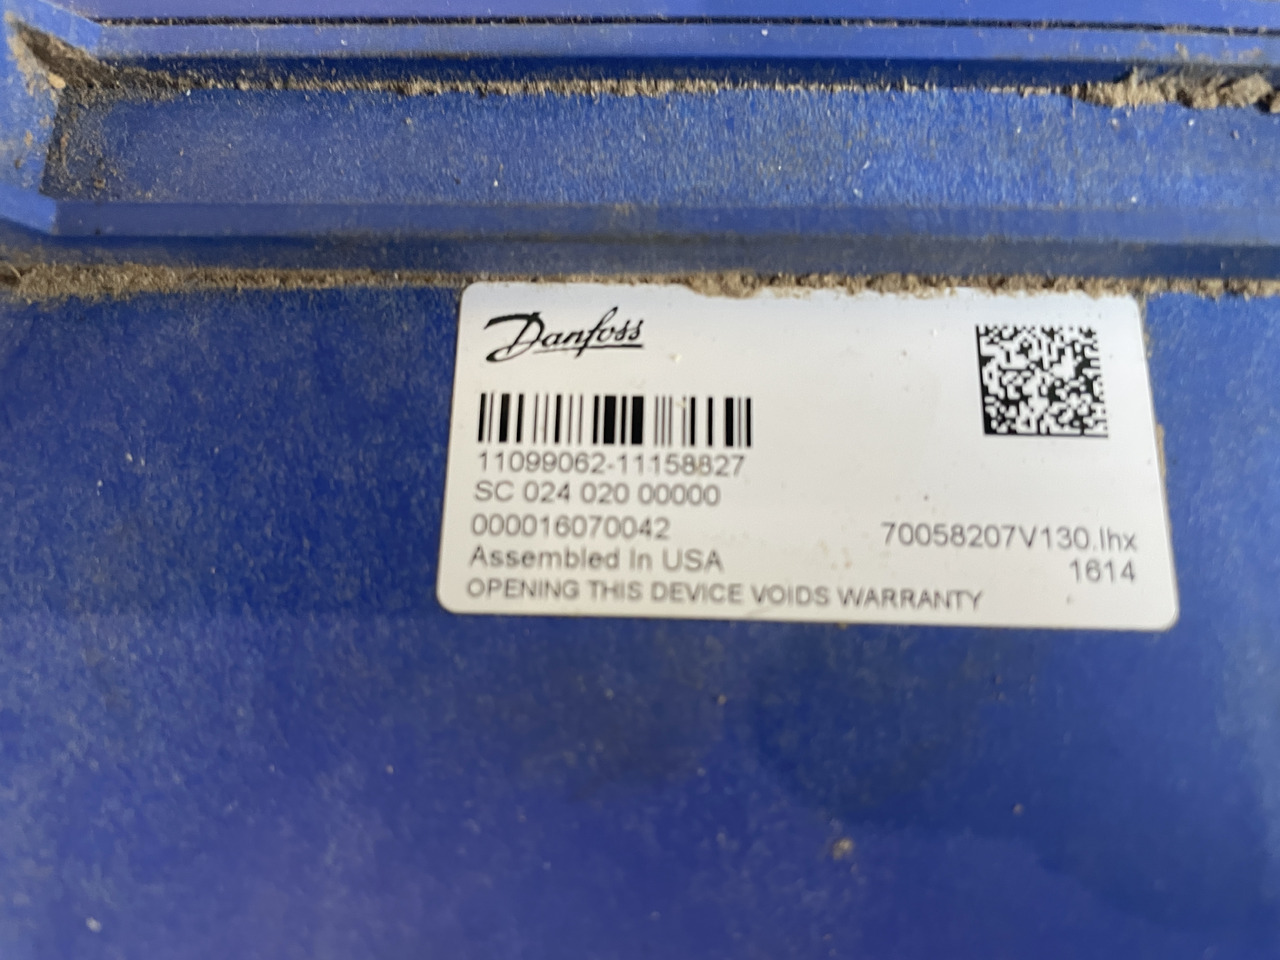 Danfoss
11099062-11158827
SC 024 020 00000
000016070042
Assembled In USA
OPENING THIS DEVICE VOIDS WARRANTY
70058207V130.lhx
1614